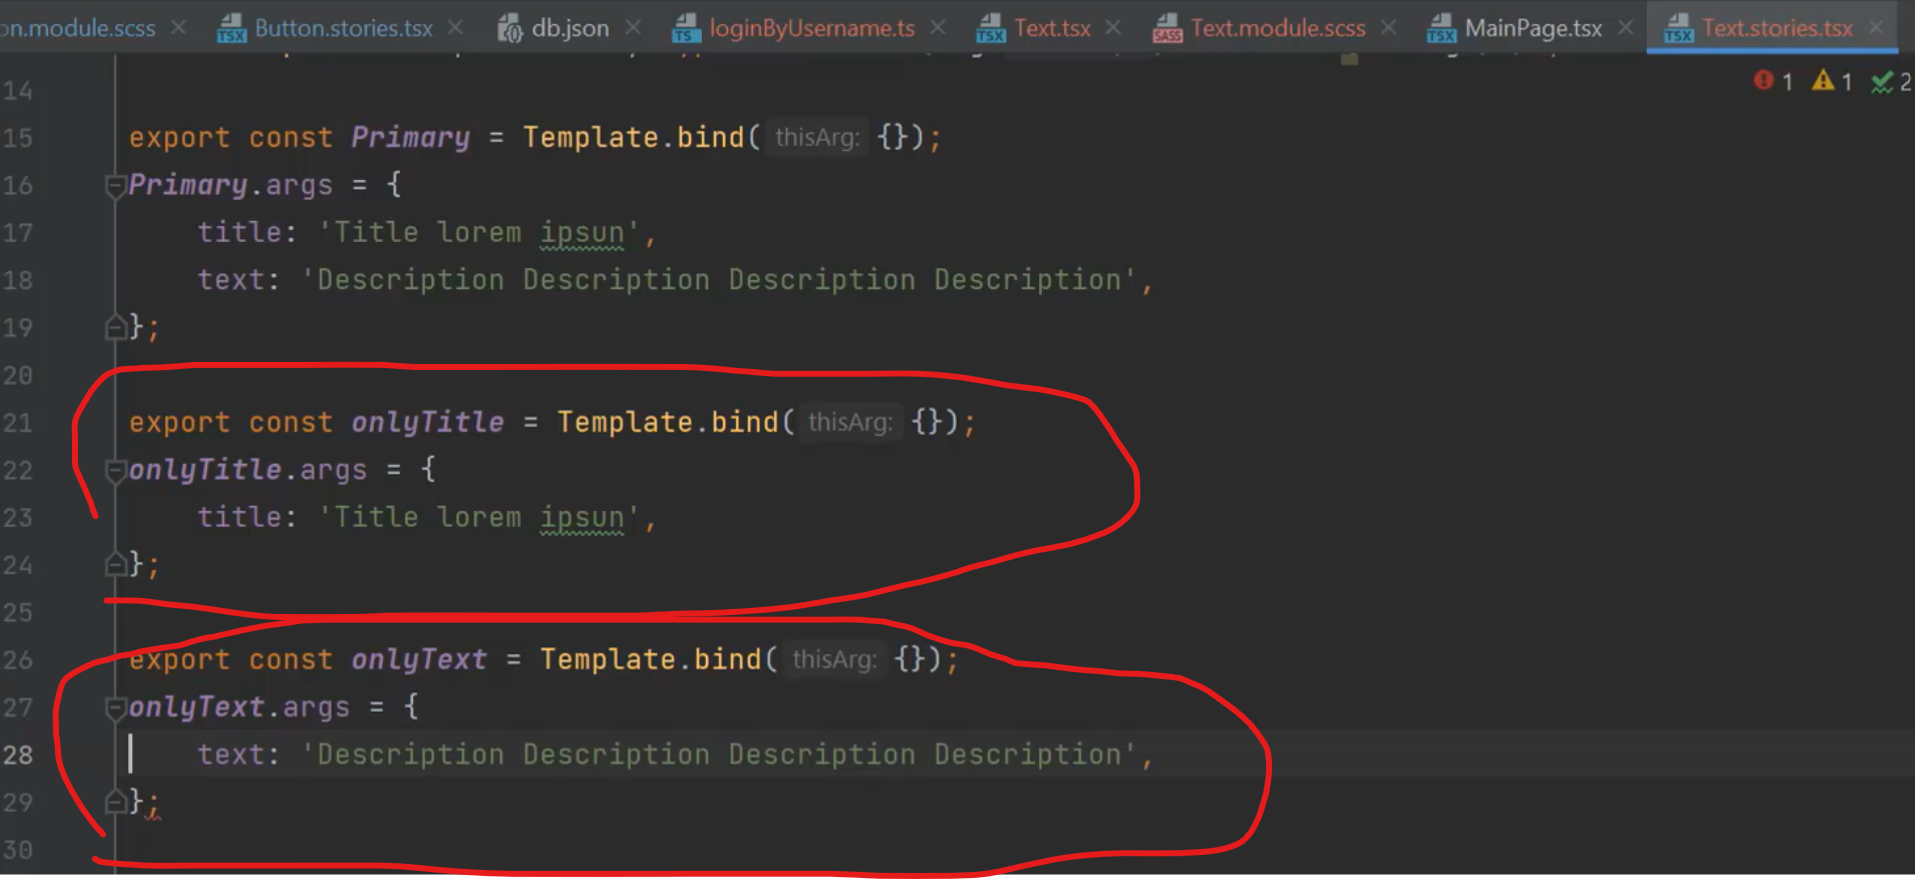 on.module.scss Button.stories.tsx db.json loginByUsername.ts Text.tsx Text.module.scss MainPage.tsx Text.stories.tsx
1 1 2
14
15 export const Primary = Template.bind( thisArg: {});
16 Primary.args = {
17 title: 'Title lorem ipsun',
18 text: 'Description Description Description Description',
19 };
20
21 export const onlyTitle = Template.bind( thisArg: {});
22 onlyTitle.args = {
23 title: 'Title lorem ipsun',
24 };
25
26 export const onlyText = Template.bind( thisArg: {});
27 onlyText.args = {
28 text: 'Description Description Description Description',
29 };
30